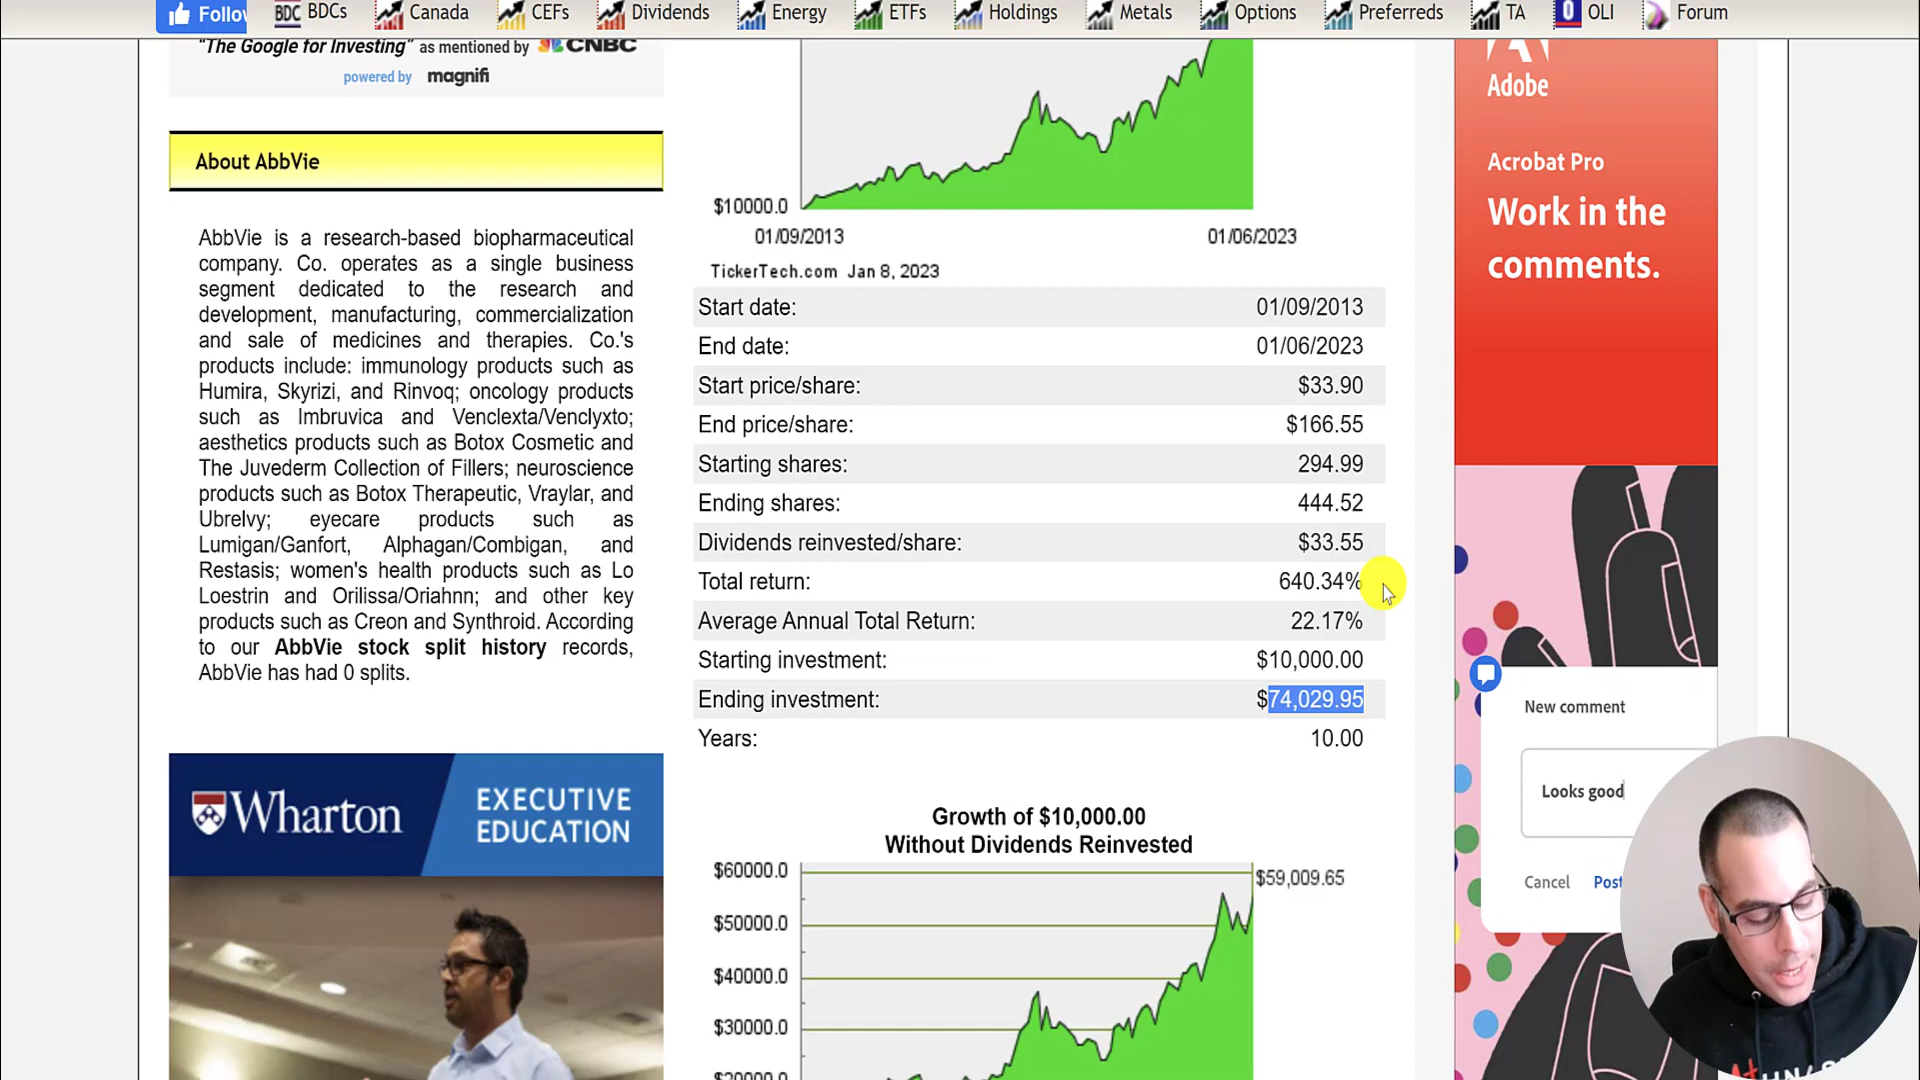 Follow
BDC BDCs
Canada
CEFs
Dividends
Energy
ETFs
Holdings
Metals
Options
Preferreds
TA
OLI
Forum
"The Google for Investing" as mentioned by CNBC
powered by magnifi
About AbbVie
AbbVie is a research-based biopharmaceutical
company. Co. operates as a single business
segment dedicated to the research and
development, manufacturing, commercialization
and sale of medicines and therapies. Co.'s
products include: immunology products such as
Humira, Skyrizi, and Rinvoq; oncology products
such as Imbruvica and Venclexta/Venclyxto;
aesthetics products such as Botox Cosmetic and
The Juvederm Collection of Fillers; neuroscience
products such as Botox Therapeutic, Vraylar, and
Ubrelvy; eyecare products such as
Lumigan/Ganfort, Alphagan/Combigan, and
Restasis; women's health products such as Lo
Loestrin and Orilissa/Oriahnn; and other key
products such as Creon and Synthroid. According
to our AbbVie stock split history records,
AbbVie has had 0 splits.
Wharton
EXECUTIVE
EDUCATION
$10000.0
01/09/2013 01/06/2023
TickerTech.com Jan 8, 2023
Start date: 01/09/2013
End date: 01/06/2023
Start price/share: $33.90
End price/share: $166.55
Starting shares: 294.99
Ending shares: 444.52
Dividends reinvested/share: $33.55
Total return: 640.34%
Average Annual Total Return: 22.17%
Starting investment: $10,000.00
Ending investment: $74,029.95
Years: 10.00
Growth of $10,000.00
Without Dividends Reinvested
$60000.0
$59,009.65
$50000.0
$40000.0
$30000.0
$20000.0
Adobe
Acrobat Pro
Work in the
comments.
New comment
Looks good
Cancel Post